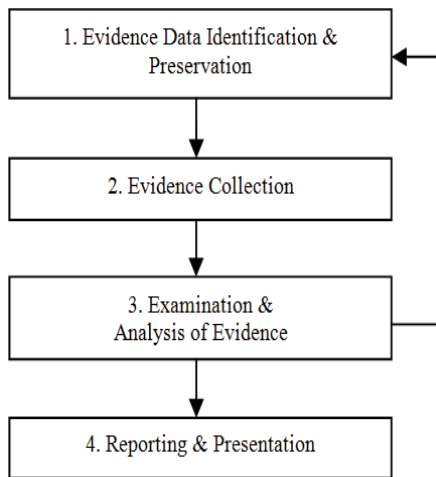 1. Evidence Data Identification &
Preservation
2. Evidence Collection
3. Examination &
Analysis of Evidence
4. Reporting & Presentation